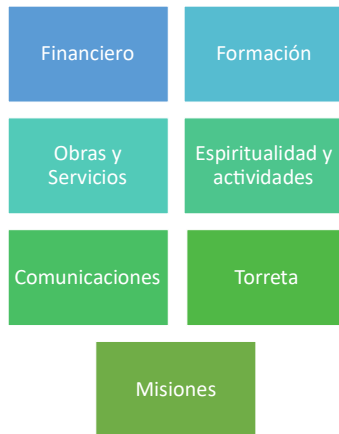 Financiero
Formación
Obras y
Servicios
Espiritualidad y
actividades
Comunicaciones
Torreta
Misiones